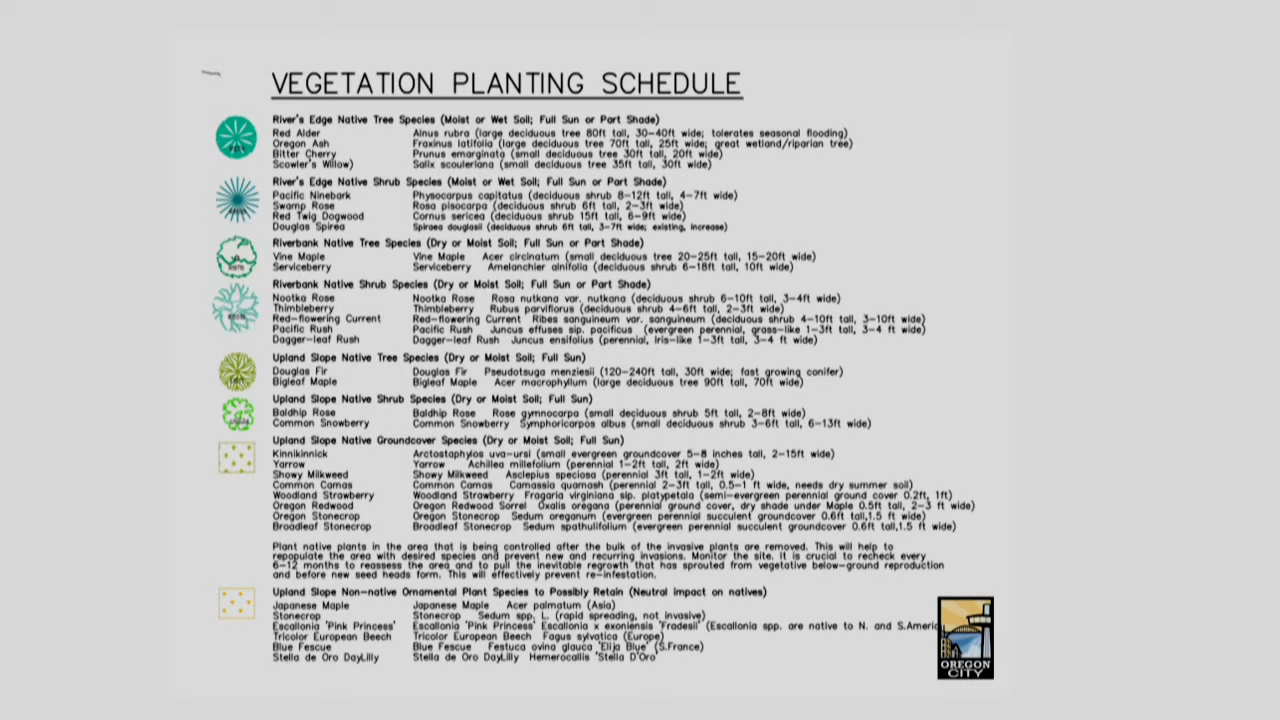 VEGETATION PLANTING SCHEDULE
River's Edge Native Tree Species (Moist or Wet Soil; Full Sun or Part Shade)
Red Alder Alnus rubra (large deciduous tree 80ft tall, 30-40ft wide; tolerates seasonal flooding)
Oregon Ash Fraxinus latifolia (large deciduous tree 70ft tall, 25ft wide; great wetland/riparian tree)
Bitter Cherry Prunus emarginata (small deciduous tree 30ft tall, 20ft wide)
Scowler's Willow) Salix scouleriana (small deciduous tree 35ft tall, 30ft wide)
River's Edge Native Shrub Species (Moist or Wet Soil; Full Sun or Part Shade)
Pacific Ninebark Physocarpus capitatus (deciduous shrub 8-12ft tall, 4-7ft wide)
Swamp Rose Rosa pisocarpa (deciduous shrub 6ft tall, 2-3ft wide)
Red Twig Dogwood Cornus sericea (deciduous shrub 15ft tall, 6-9ft wide)
Douglas Spirea Spiraea douglasii (deciduous shrub 6ft tall, 3-7ft wide; existing, increase)
Riverbank Native Tree Species (Dry or Moist Soil; Full Sun or Part Shade)
Vine Maple Vine Maple Acer circinatum (small deciduous tree 20-25ft tall, 15-20ft wide)
Serviceberry Serviceberry Amelanchier alnifolia (deciduous shrub 6-18ft tall, 10ft wide)
Riverbank Native Shrub Species (Dry or Moist Soil; Full Sun or Part Shade)
Nootka Rose Nootka Rose Rosa nutkana var. nutkana (deciduous shrub 6-10ft tall, 3-4ft wide)
Thimbleberry Thimbleberry Rubus parviflorus (deciduous shrub 4-6ft tall, 2-3ft wide)
Red-flowering Current Red-flowering Current Ribes sanguineum var. sanguineum (deciduous shrub 4-10ft tall, 3-10ft wide)
Pacific Rush Pacific Rush Juncus effuses sip. pacificus (evergreen perennial, grass-like 1-3ft tall, 3-4 ft wide)
Dagger-leaf Rush Dagger-leaf Rush Juncus ensifolius (perennial, Iris-like 1-3ft tall, 3-4 ft wide)
Upland Slope Native Tree Species (Dry or Moist Soil; Full Sun)
Douglas Fir Douglas Fir Pseudotsuga menziesii (120-240ft tall, 30ft wide; fast growing conifer)
Bigleaf Maple Bigleaf Maple Acer macrophyllum (large deciduous tree 90ft tall, 70ft wide)
Upland Slope Native Shrub Species (Dry or Moist Soil; Full Sun)
Baldhip Rose Baldhip Rose Rose gymnocarpa (small deciduous shrub 5ft tall, 2-8ft wide)
Common Snowberry Common Snowberry Symphoricarpos albus (small deciduous shrub 3-6ft tall, 6-13ft wide)
Upland Slope Native Groundcover Species (Dry or Moist Soil; Full Sun)
Kinnikinnick Arctostaphylos uva-ursi (small evergreen groundcover 5-8 inches tall, 2-15ft wide)
Yarrow Yarrow Achillea millefolium (perennial 1-2ft tall, 2ft wide)
Showy Milkweed Showy Milkweed Asclepius speciosa (perennial 3ft tall, 1-2ft wide)
Common Camas Common Camas Camassia quamash (perennial 2-3ft tall, 0.5-1 ft wide, needs dry summer soil)
Woodland Strawberry Woodland Strawberry Fragaria virginiana sip. platypetala (semi-evergreen perennial ground cover 0.2ft, 1ft)
Oregon Redwood Oregon Redwood Sorrel Oxalis oregana (perennial ground cover, dry shade under Maple 0.5ft tall, 2-3 ft wide)
Oregon Stonecrop Oregon Stonecrop Sedum oreganum (evergreen perennial succulent groundcover 0.6ft tall,1.5 ft wide)
Broadleaf Stonecrop Broadleaf Stonecrop Sedum spathulifolium (evergreen perennial succulent groundcover 0.6ft tall,1.5 ft wide)
Plant native plants in the area that is being controlled after the bulk of the invasive plants are removed. This will help to
repopulate the area with desired species and prevent new and recurring invasions. Monitor the site. It is crucial to recheck every
6-12 months to reassess the area and to pull the inevitable regrowth that has sprouted from vegetative below-ground reproduction
and before new seed heads form. This will effectively prevent re-infestation.
Upland Slope Non-native Ornamental Plant Species to Possibly Retain (Neutral impact on natives)
Japanese Maple Japanese Maple Acer palmatum (Asia)
Stonecrop Stonecrop Sedum spp. L. (rapid spreading, not invasive)
Escallonia 'Pink Princess' Escallonia 'Pink Princess' Escallonia x exoniensis 'Fradesii' (Escallonia spp. are native to N. and S.Americ
Tricolor European Beech Tricolor European Beech Fagus sylvatica (Europe)
Blue Fescue Blue Fescue Festuca ovina glauca 'Elija Blue' (S.France)
Stella de Oro DayLilly Stella de Oro DayLilly Hemerocallis 'Stella D'Oro'
OREGON
CITY